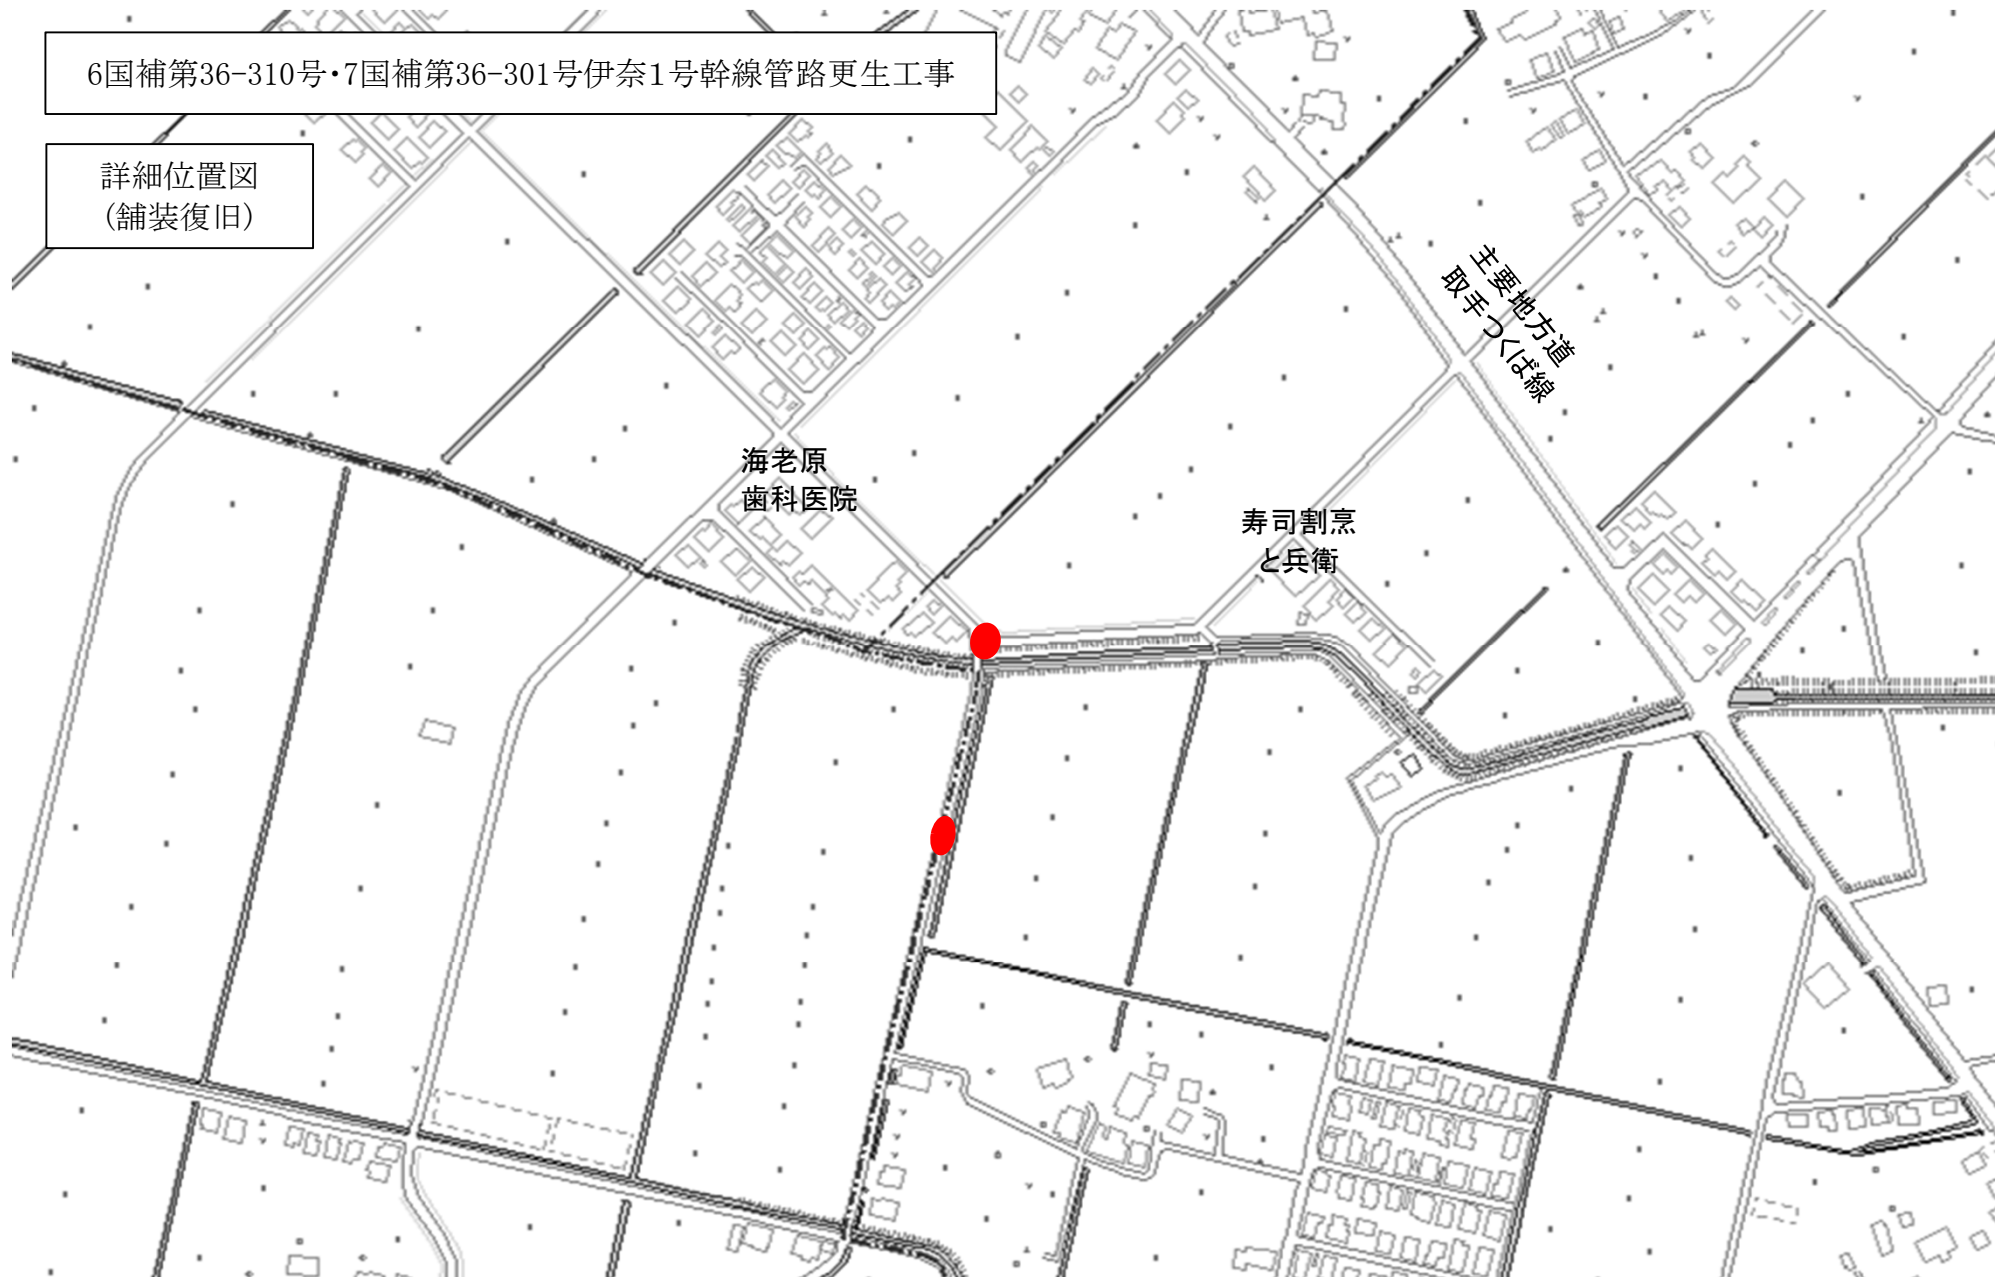 6国補第36-310号・7国補第36-301号伊奈1号幹線管路更生工事
詳細位置図
(舗装復旧)
主要地方道
取手つくば線
海老原
歯科医院
寿司割烹
と兵衛